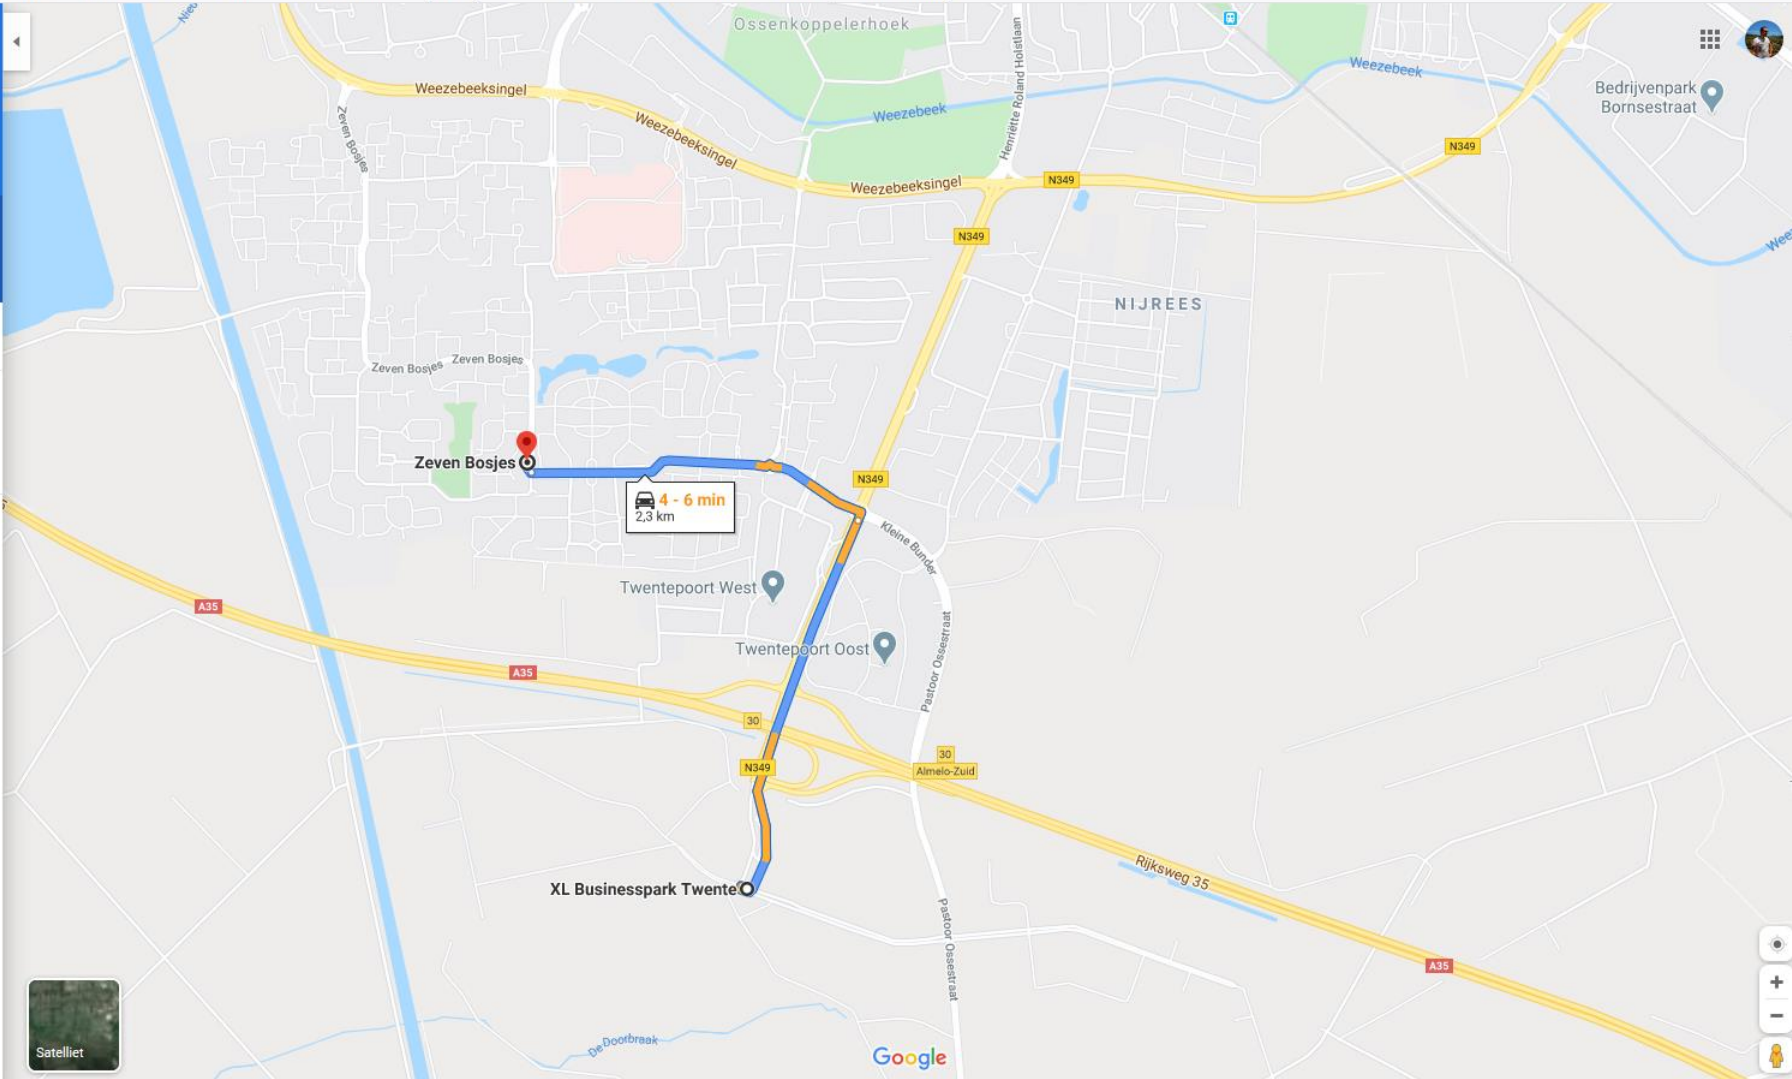 Ossenkoppelerhoek
Henriëtte Roland Holstlaan
Weezebeek
Bedrijvenpark
Bornsestraat
Weezebeeksingel
Weezebeek
Zeven Bosjes
Weezebeeksingel
N349
Weezebeeksingel
N349
N349
NIJREES
Zeven Bosjes
Zeven Bosjes
Zeven Bosjes
N349
4 - 6 min
2,3 km
Kleine Bunder
Twentepoort West
A35
Twentepoort Oost
Pastoor Ossestraat
A35
30
30
Almelo-Zuid
N349
Rijksweg 35
XL Businesspark Twente
Pastoor Ossestraat
A35
De Doorbraak
Satelliet
Google